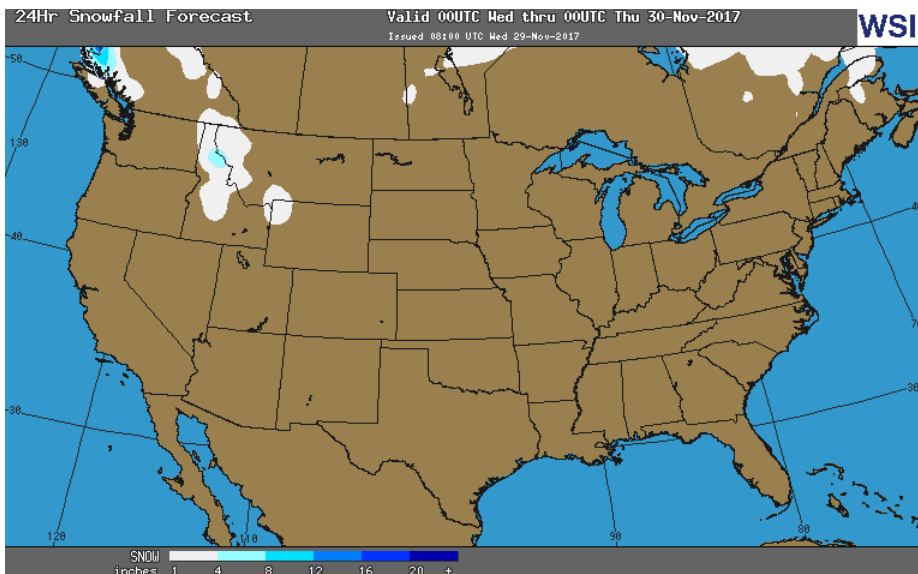 24Hr Snowfall Forecast
Valid 00UTC Wed thru 00UTC Thu 30-Nov-2017
Issued 08:00 UTC Wed 29-Nov-2017
WSI
50
130
40
30
120
110
90
80
30
SNOW
inches 1 4 8 12 16 20 +